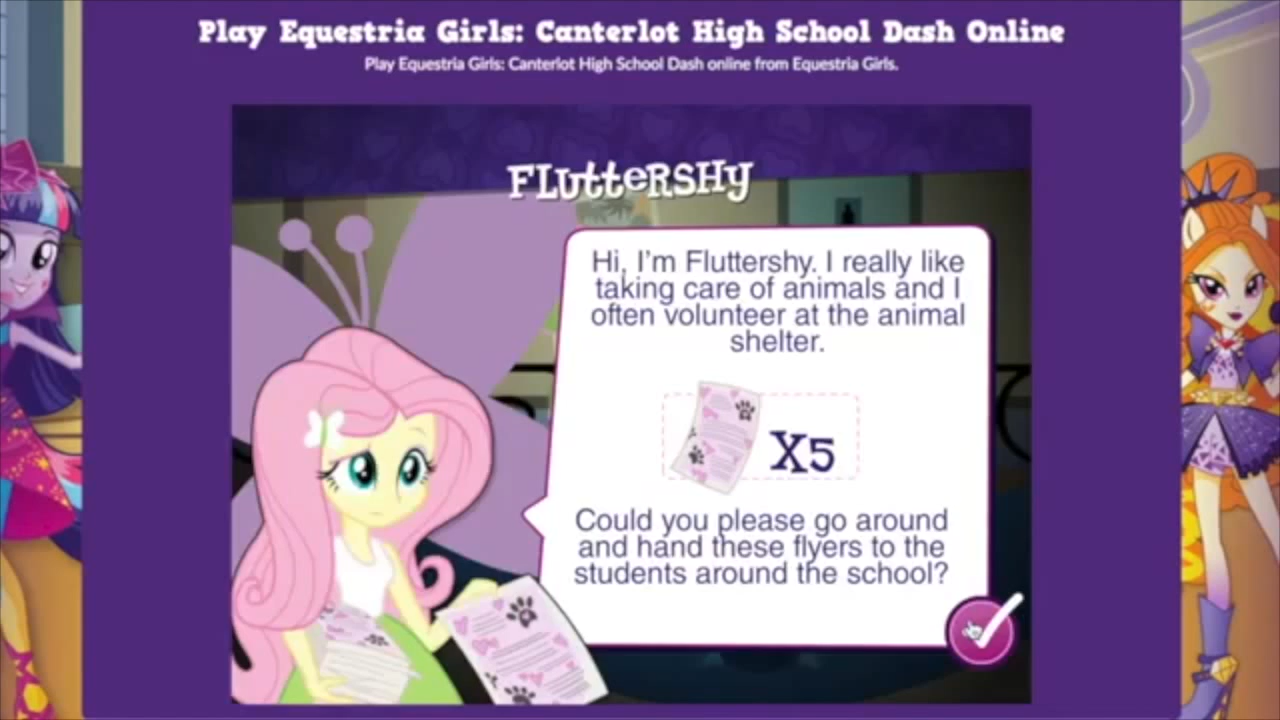 Play Equestria Girls: Canterlot High School Dash Online
Play Equestria Girls: Canterlot High School Dash online from Equestria Girls.
FLutteRSHy
Hi, I'm Fluttershy. I really like
taking care of animals and I
often volunteer at the animal
shelter.
X5
Could you please go around
and hand these flyers to the
students around the school?